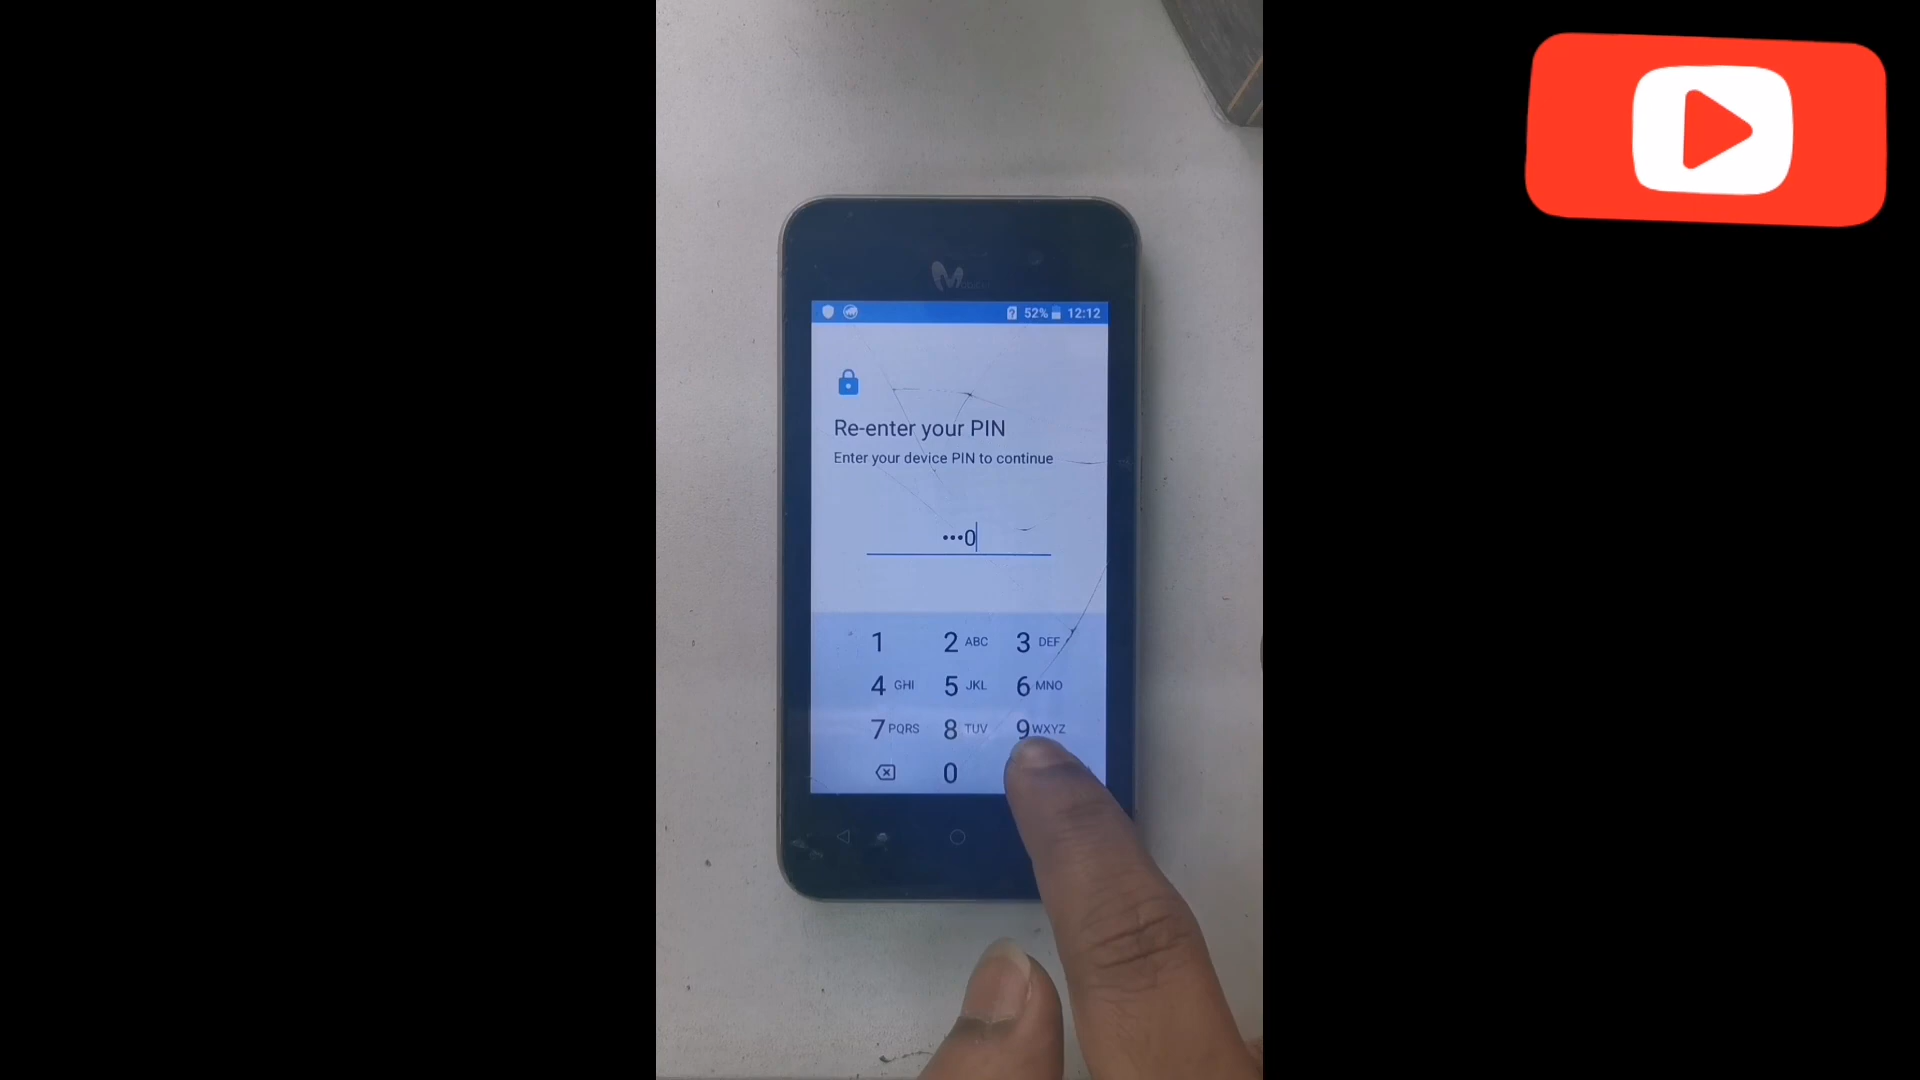 52% 12:12
Re-enter your PIN
Enter your device PIN to continue
•••0
1 2 ABC 3 DEF
4 GHI 5 JKL 6 MNO
7 PQRS 8 TUV 9 WXYZ
0